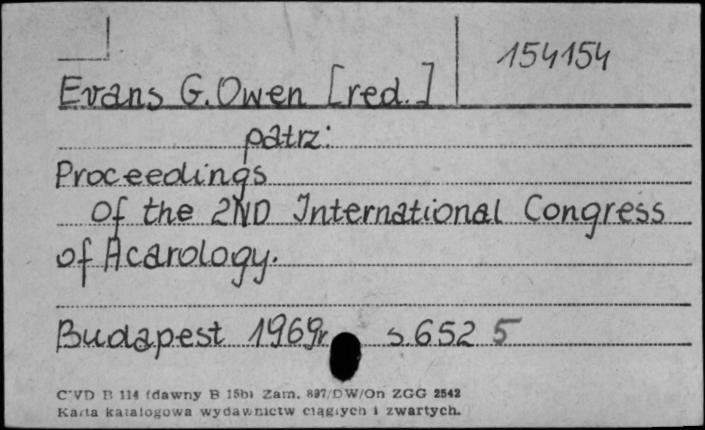 154154
Evans G. Owen [red.]
patrz:
Proceedings
of the 2ND International Congress
of Acarology.
Budapest 1969r s. 652 5
CWD B 114 (dawny B 15b) Zam. 897/DW/On ZGG 2542
Karta katalogowa wydawnictw ciągłych i zwartych.